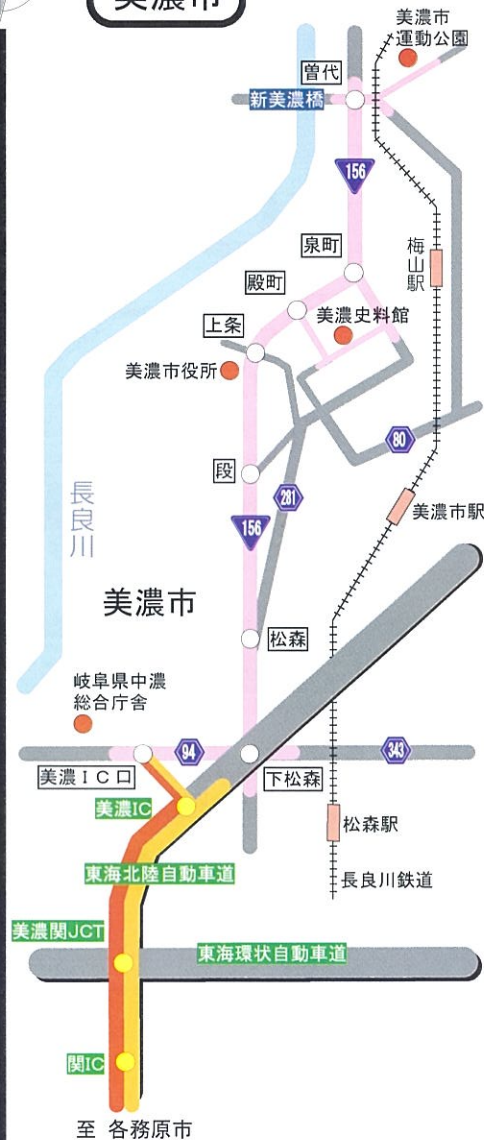 美濃市
美濃市
運動公園
曽代
新美濃橋
156
泉町
梅山駅
殿町
美濃史料館
上条
美濃市役所
80
段
281
長良川
美濃市駅
156
美濃市
松森
岐阜県中濃
総合庁舎
94
343
美濃IC口
下松森
美濃IC
松森駅
東海北陸自動車道
長良川鉄道
美濃関JCT
東海環状自動車道
関IC
至 各務原市